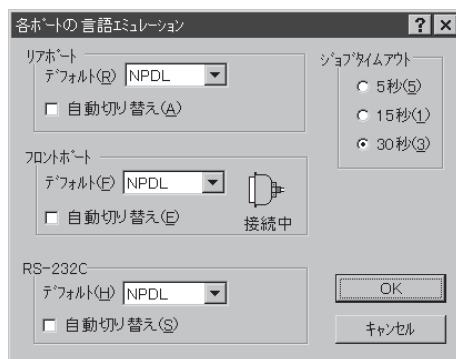 各ﾎﾟｰﾄの言語ｴﾐｭﾚｰｼｮﾝ
ﾘｱﾎﾟｰﾄ
ﾃﾞﾌｫﾙﾄ(R) NPDL
自動切り替え(A)
ﾌﾛﾝﾄﾎﾟｰﾄ
ﾃﾞﾌｫﾙﾄ(F) NPDL
自動切り替え(E)
接続中
RS-232C
ﾃﾞﾌｫﾙﾄ(H) NPDL
自動切り替え(S)
ｼﾞｮﾌﾞﾀｲﾑｱｳﾄ
5秒(5)
15秒(1)
30秒(3)
OK
ｷｬﾝｾﾙ